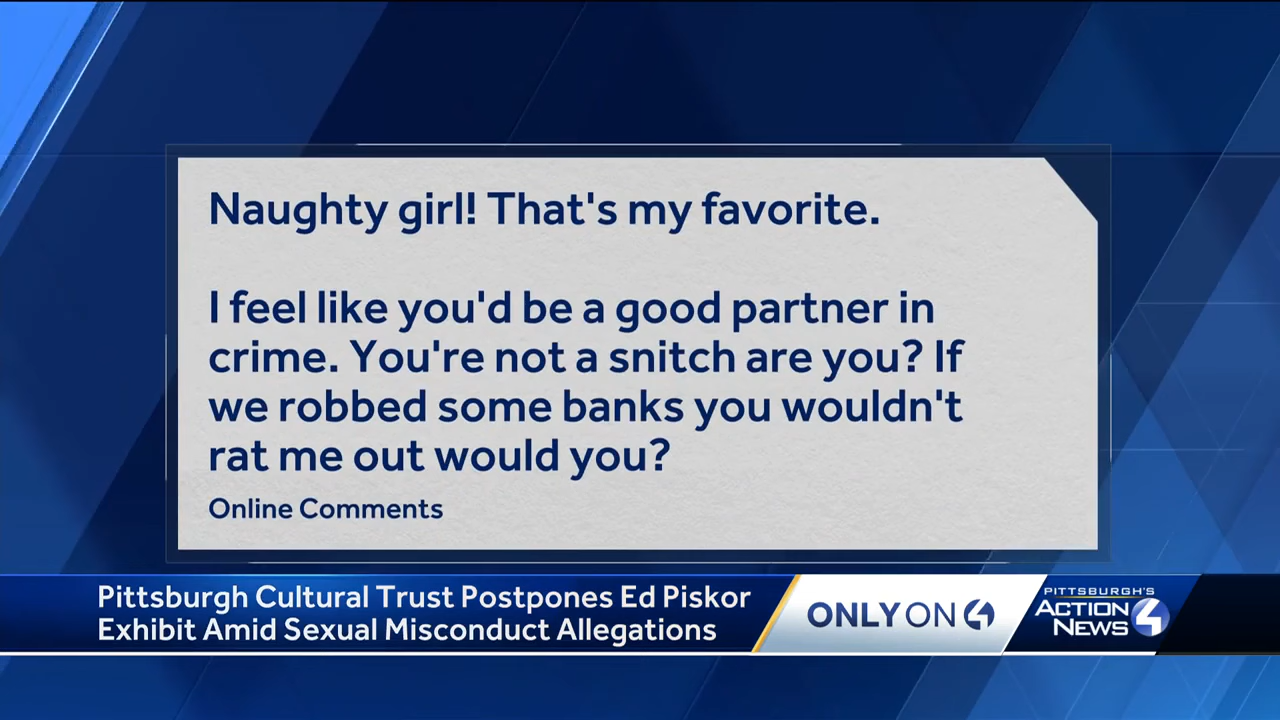 Naughty girl! That's my favorite.
I feel like you'd be a good partner in
crime. You're not a snitch are you? If
we robbed some banks you wouldn't
rat me out would you?
Online Comments
Pittsburgh Cultural Trust Postpones Ed Piskor
Exhibit Amid Sexual Misconduct Allegations
ONLY ON 4
PITTSBURGH'S
ACTION
NEWS 4